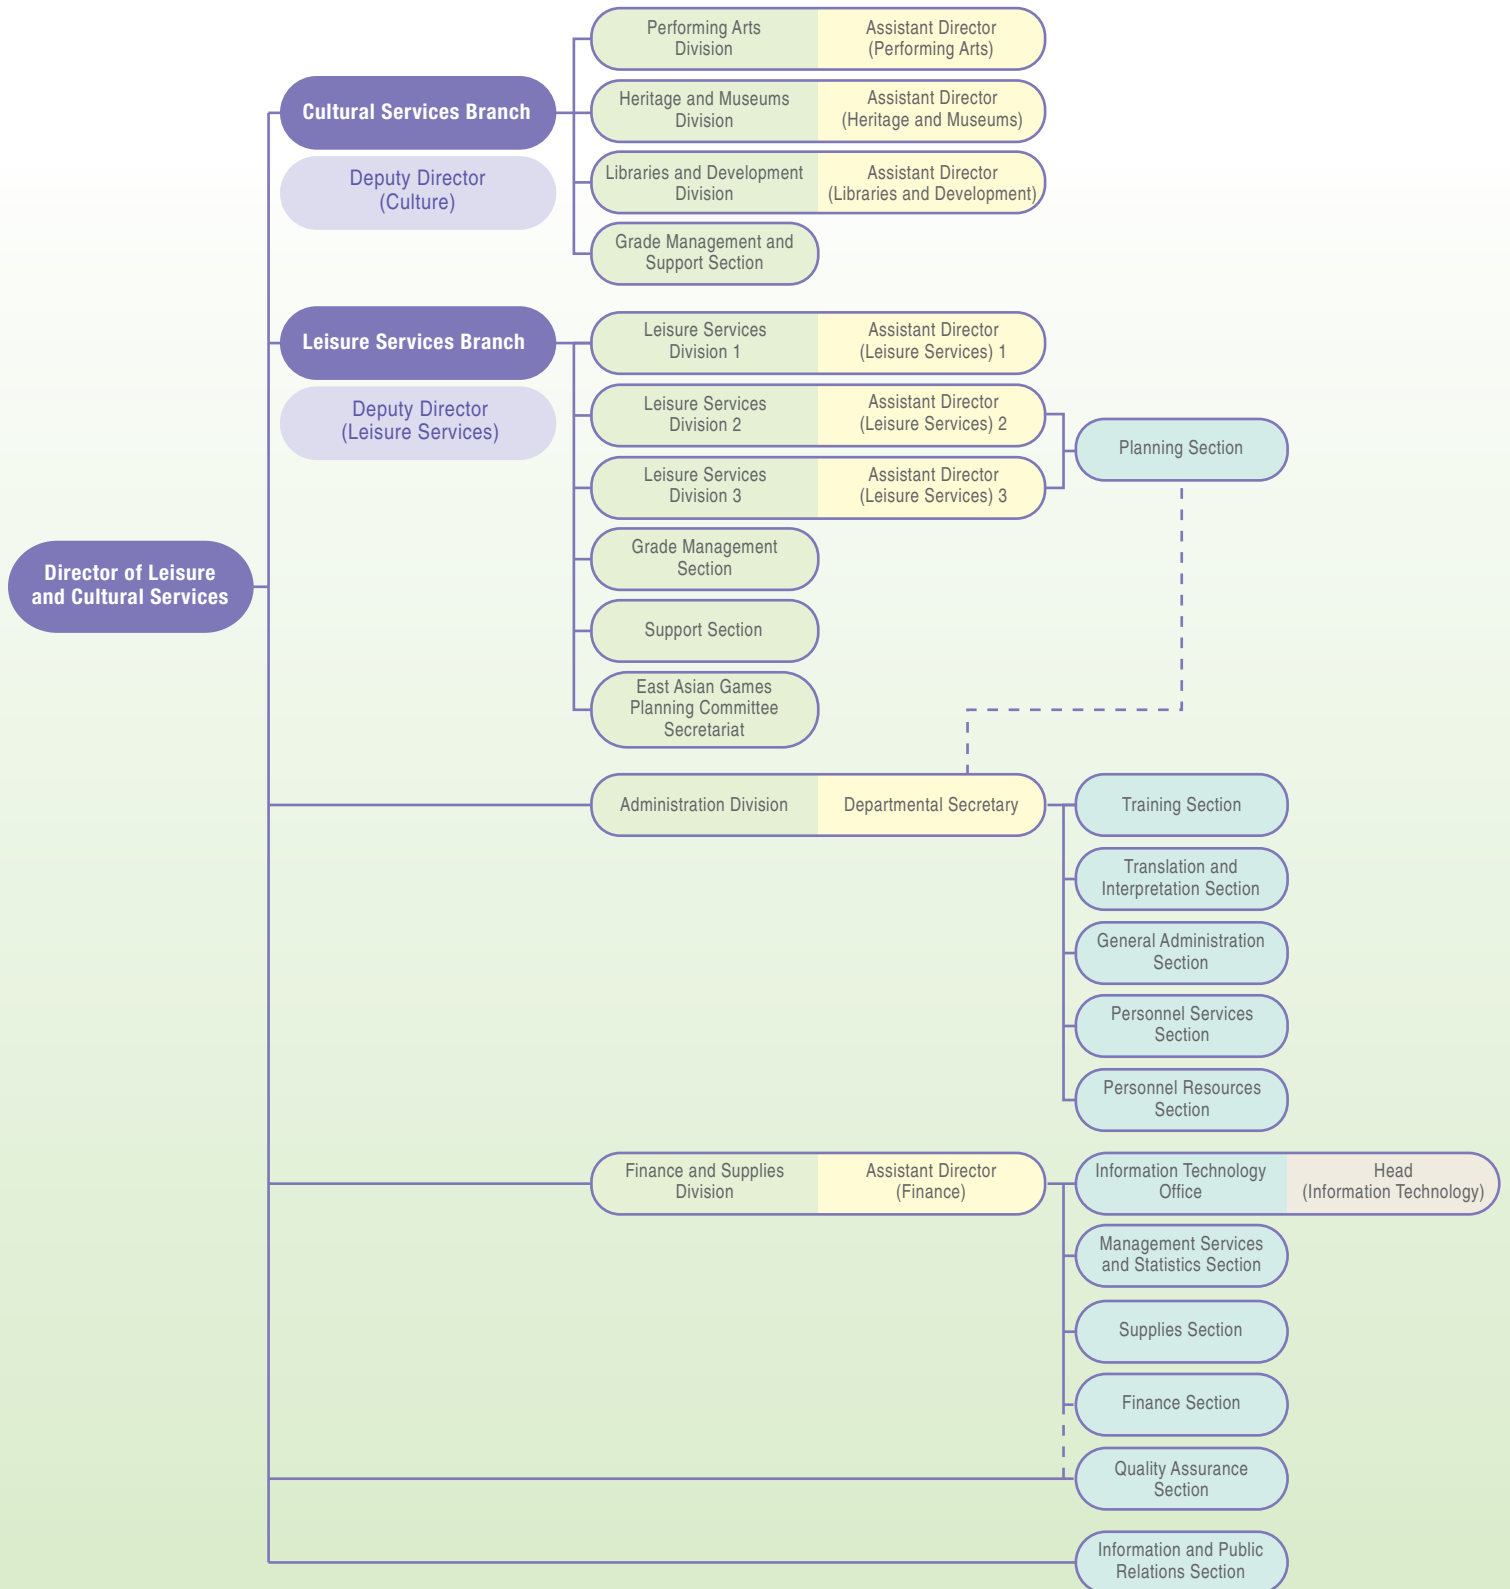 Director of Leisure
and Cultural Services
Cultural Services Branch
Deputy Director
(Culture)
Performing Arts
Division
Assistant Director
(Performing Arts)
Heritage and Museums
Division
Assistant Director
(Heritage and Museums)
Libraries and Development
Division
Assistant Director
(Libraries and Development)
Grade Management and
Support Section
Leisure Services Branch
Deputy Director
(Leisure Services)
Leisure Services
Division 1
Assistant Director
(Leisure Services) 1
Leisure Services
Division 2
Assistant Director
(Leisure Services) 2
Leisure Services
Division 3
Assistant Director
(Leisure Services) 3
Planning Section
Grade Management
Section
Support Section
East Asian Games
Planning Committee
Secretariat
Administration Division
Departmental Secretary
Training Section
Translation and
Interpretation Section
General Administration
Section
Personnel Services
Section
Personnel Resources
Section
Finance and Supplies
Division
Assistant Director
(Finance)
Information Technology
Office
Head
(Information Technology)
Management Services
and Statistics Section
Supplies Section
Finance Section
Quality Assurance
Section
Information and Public
Relations Section